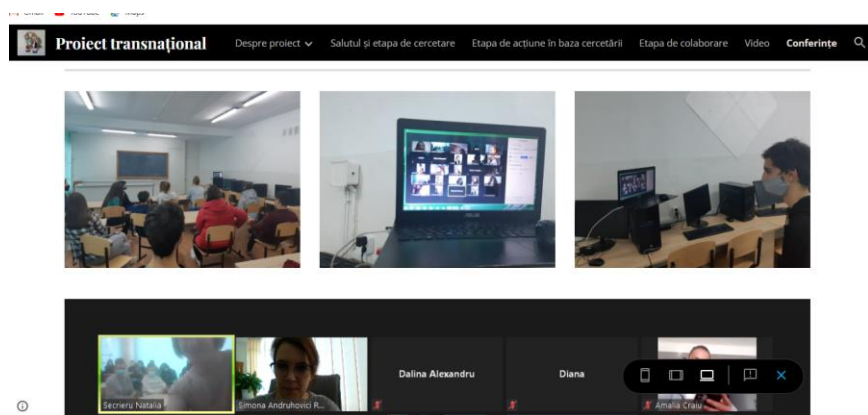 Proiect transnațional
Despre proiect
Salutul și etapa de cercetare
Etapa de acțiune în baza cercetării
Etapa de colaborare
Video
Conferințe
Dalina Alexandru
Diana
Secrieru Natalia
Simona Andruhovici R...
Amalia Craiu